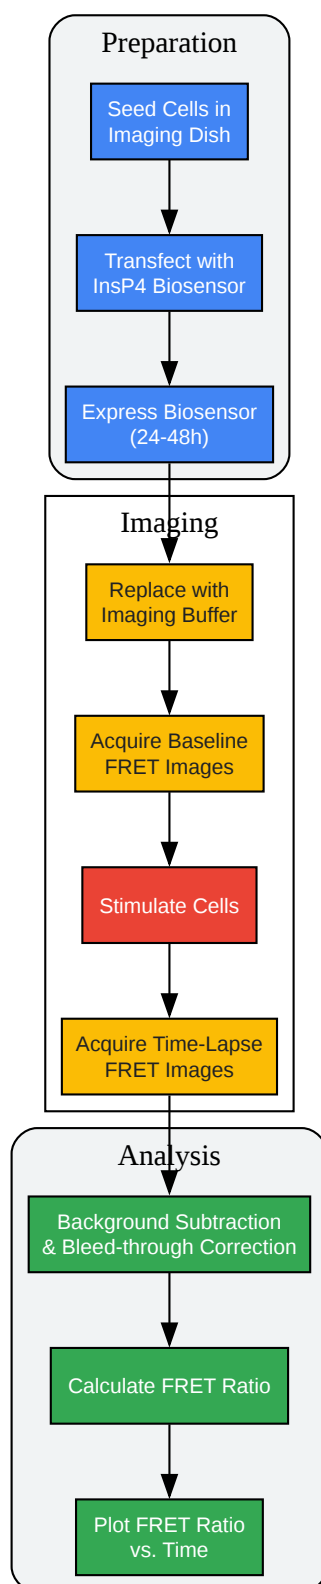 Preparation
Seed Cells in
Imaging Dish
Transfect with
InsP4 Biosensor
Express Biosensor
(24-48h)
Imaging
Replace with
Imaging Buffer
Acquire Baseline
FRET Images
Stimulate Cells
Acquire Time-Lapse
FRET Images
Analysis
Background Subtraction
& Bleed-through Correction
Calculate FRET Ratio
Plot FRET Ratio
vs. Time